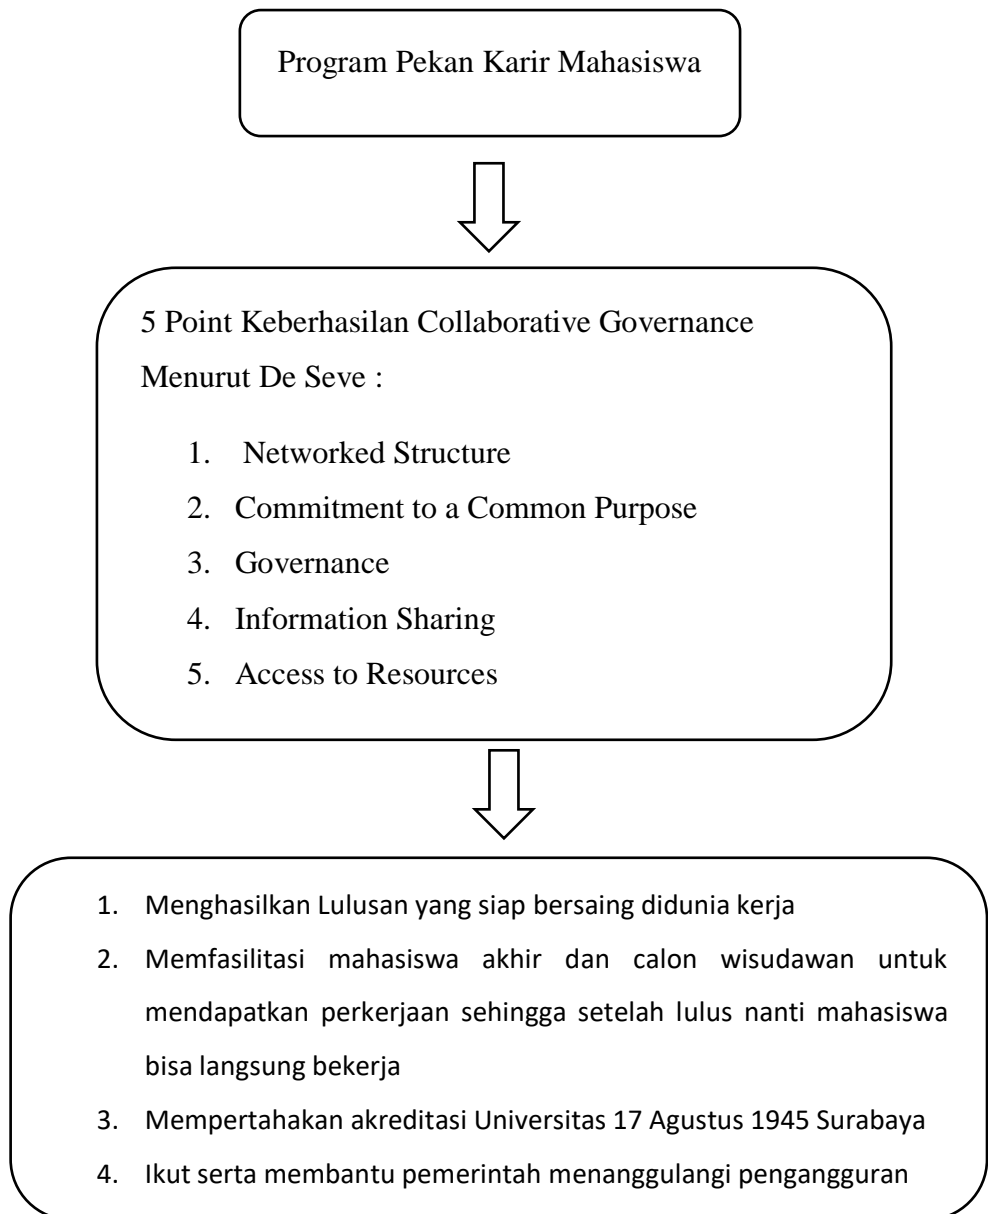 Program Pekan Karir Mahasiswa
5 Point Keberhasilan Collaborative Governance
Menurut De Seve :
1. Networked Structure
2. Commitment to a Common Purpose
3. Governance
4. Information Sharing
5. Access to Resources
1. Menghasilkan Lulusan yang siap bersaing didunia kerja
2. Memfasilitasi mahasiswa akhir dan calon wisudawan untuk
mendapatkan perkerjaan sehingga setelah lulus nanti mahasiswa
bisa langsung bekerja
3. Mempertahakan akreditasi Universitas 17 Agustus 1945 Surabaya
4. Ikut serta membantu pemerintah menanggulangi pengangguran